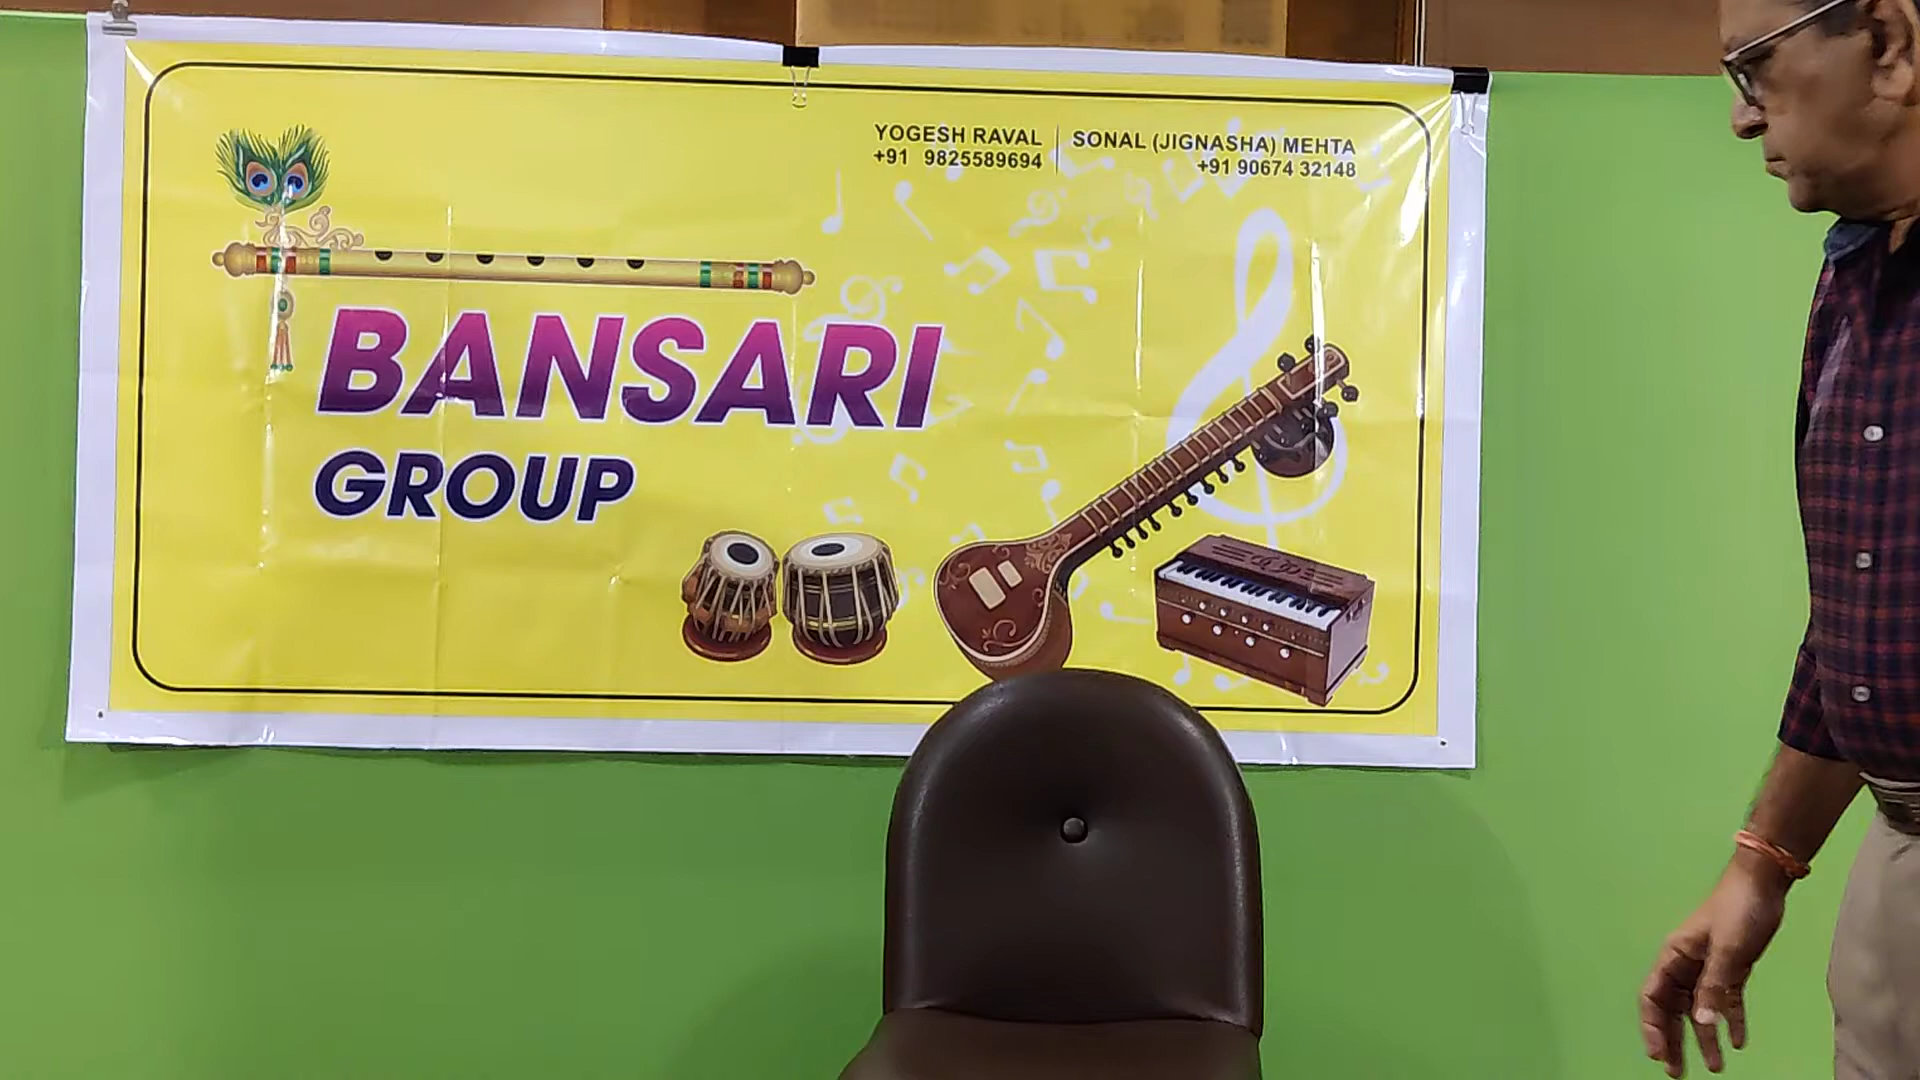 YOGESH RAVAL
+91 9825589694
SONAL (JIGNASHA) MEHTA
+91 90674 32148
BANSARI
GROUP